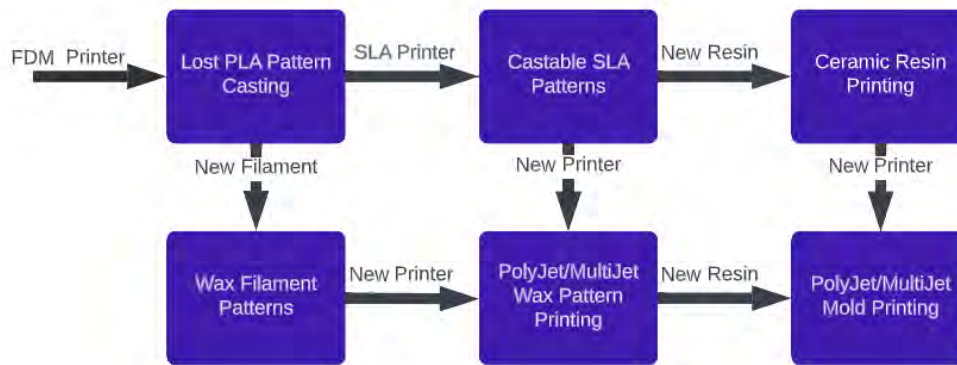 FDM Printer
Lost PLA Pattern
Casting
SLA Printer
Castable SLA
Patterns
New Resin
Ceramic Resin
Printing
New Filament
New Printer
New Printer
Wax Filament
Patterns
New Printer
PolyJet/MultiJet
Wax Pattern
Printing
New Resin
PolyJet/MultiJet
Mold Printing